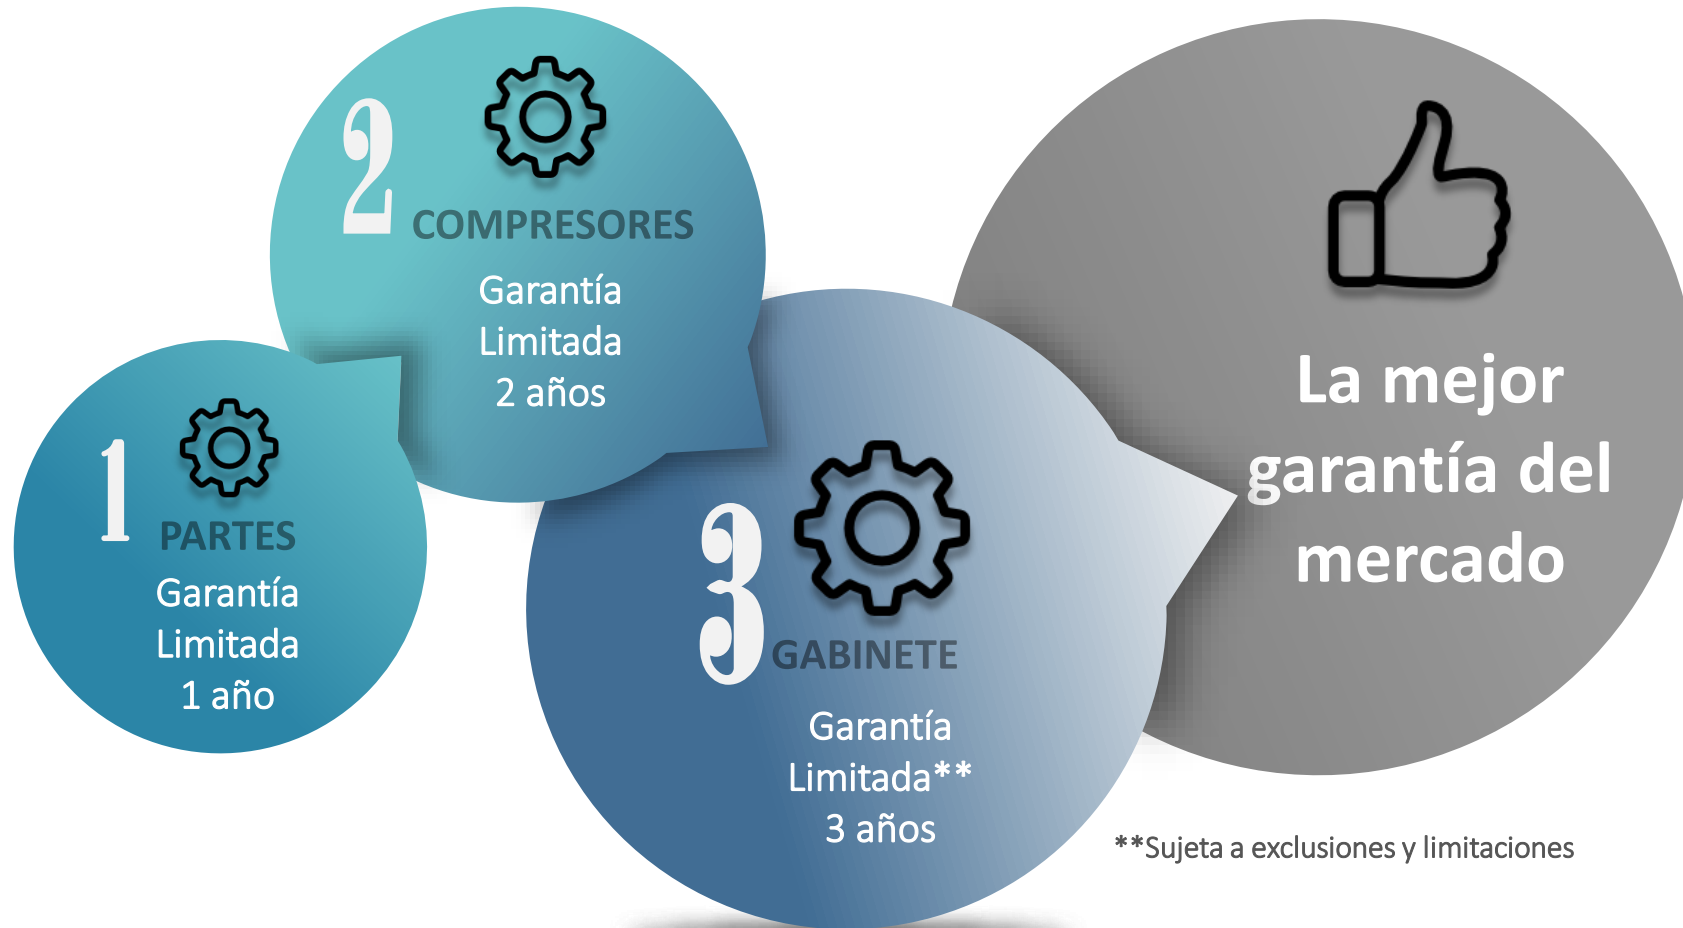 1
PARTES
Garantía
Limitada
1 año
2
COMPRESORES
Garantía
Limitada
2 años
3
GABINETE
Garantía
Limitada**
3 años
La mejor
garantía del
mercado
**Sujeta a exclusiones y limitaciones